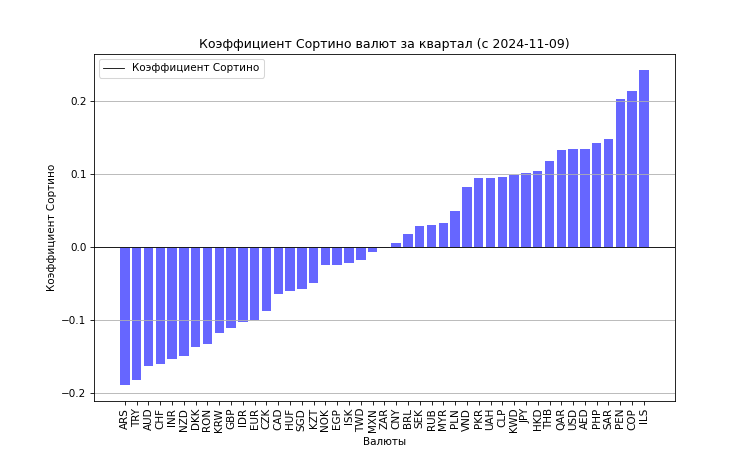 Коэффициент Сортино валют за квартал (с 2024-11-09)
Коэффициент Сортино
0.2
0.1
0.0
−0.1
−0.2
Коэффициент Сортино
ARS TRY AUD CHF INR NZD DKK RON KRW GBP IDR EUR CZK CAD HUF SGD KZT NOK EGP ISK TWD MXN ZAR CNY BRL SEK RUB MYR PLN VND PKR UAH CLP KWD JPY HKD THB QAR USD AED PHP SAR PEN COP ILS
Валюты